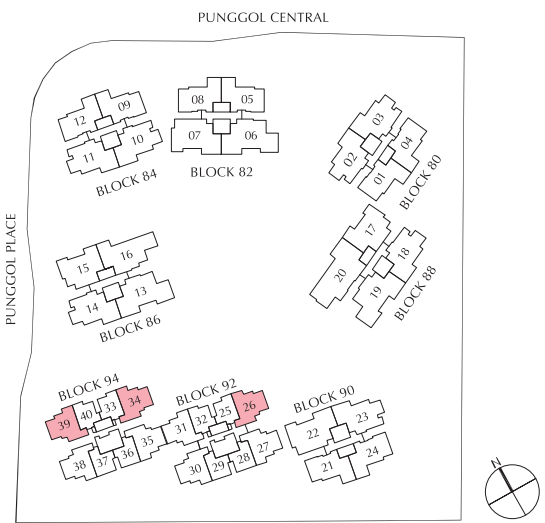 PUNGGOL CENTRAL
12 09
11 10
BLOCK 84
08 05
07 06
BLOCK 82
03
04
02
01
BLOCK 80
PUNGGOL PLACE
15 16
14 13
BLOCK 86
17
18
20
19
BLOCK 88
BLOCK 94
39 40 33 34
38 37 36 35
BLOCK 92
31 32 25 26
30 29 28 27
BLOCK 90
22 23
21 24
N